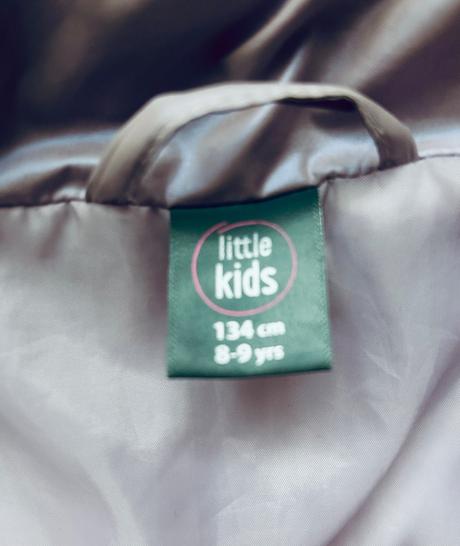 little
kids
134 cm
8-9 yrs